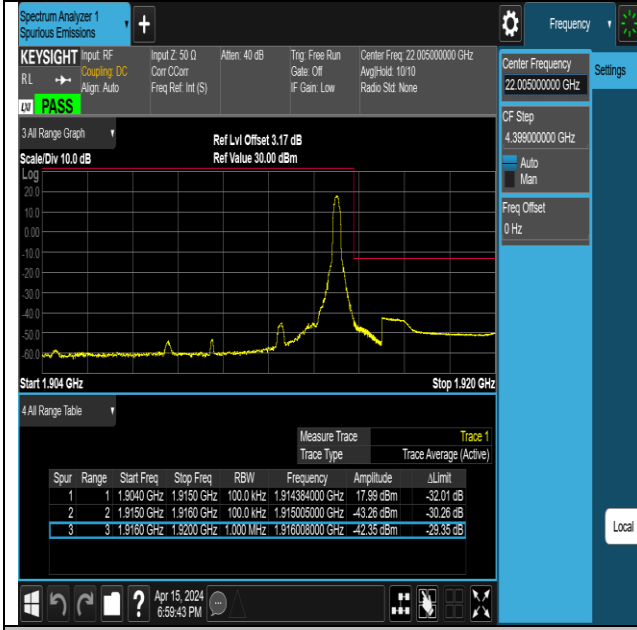 Spectrum Analyzer 1
Spurious Emissions
Frequency
KEYSIGHT
Input: RF
Input Z: 50 Ω
Atten: 40 dB
Trig: Free Run
Center Freq: 22.005000000 GHz
RL
Coupling: DC
Corr CCorr
Gate: Off
Avg|Hold: 10/10
Align: Auto
Freq Ref: Int (S)
IF Gain: Low
Radio Std: None
LXI
PASS
3 All Range Graph
Ref Lvl Offset 3.17 dB
Scale/Div 10.0 dB
Ref Value 30.00 dBm
Log
20.0
10.0
0.00
-10.0
-20.0
-30.0
-40.0
-50.0
-60.0
Start 1.904 GHz
Stop 1.920 GHz
4 All Range Table
Measure Trace Trace 1
Trace Type Trace Average (Active)
Spur Range Start Freq Stop Freq RBW Frequency Amplitude ΔLimit
1 1 1.9040 GHz 1.9150 GHz 100.0 kHz 1.914384000 GHz 17.99 dBm -32.01 dB
2 2 1.9150 GHz 1.9160 GHz 100.0 kHz 1.915005000 GHz -43.26 dBm -30.26 dB
3 3 1.9160 GHz 1.9200 GHz 1.000 MHz 1.916008000 GHz -42.35 dBm -29.35 dB
Apr 15, 2024
6:59:43 PM
Center Frequency
22.005000000 GHz
Settings
CF Step
4.399000000 GHz
Auto
Man
Freq Offset
0 Hz
Local